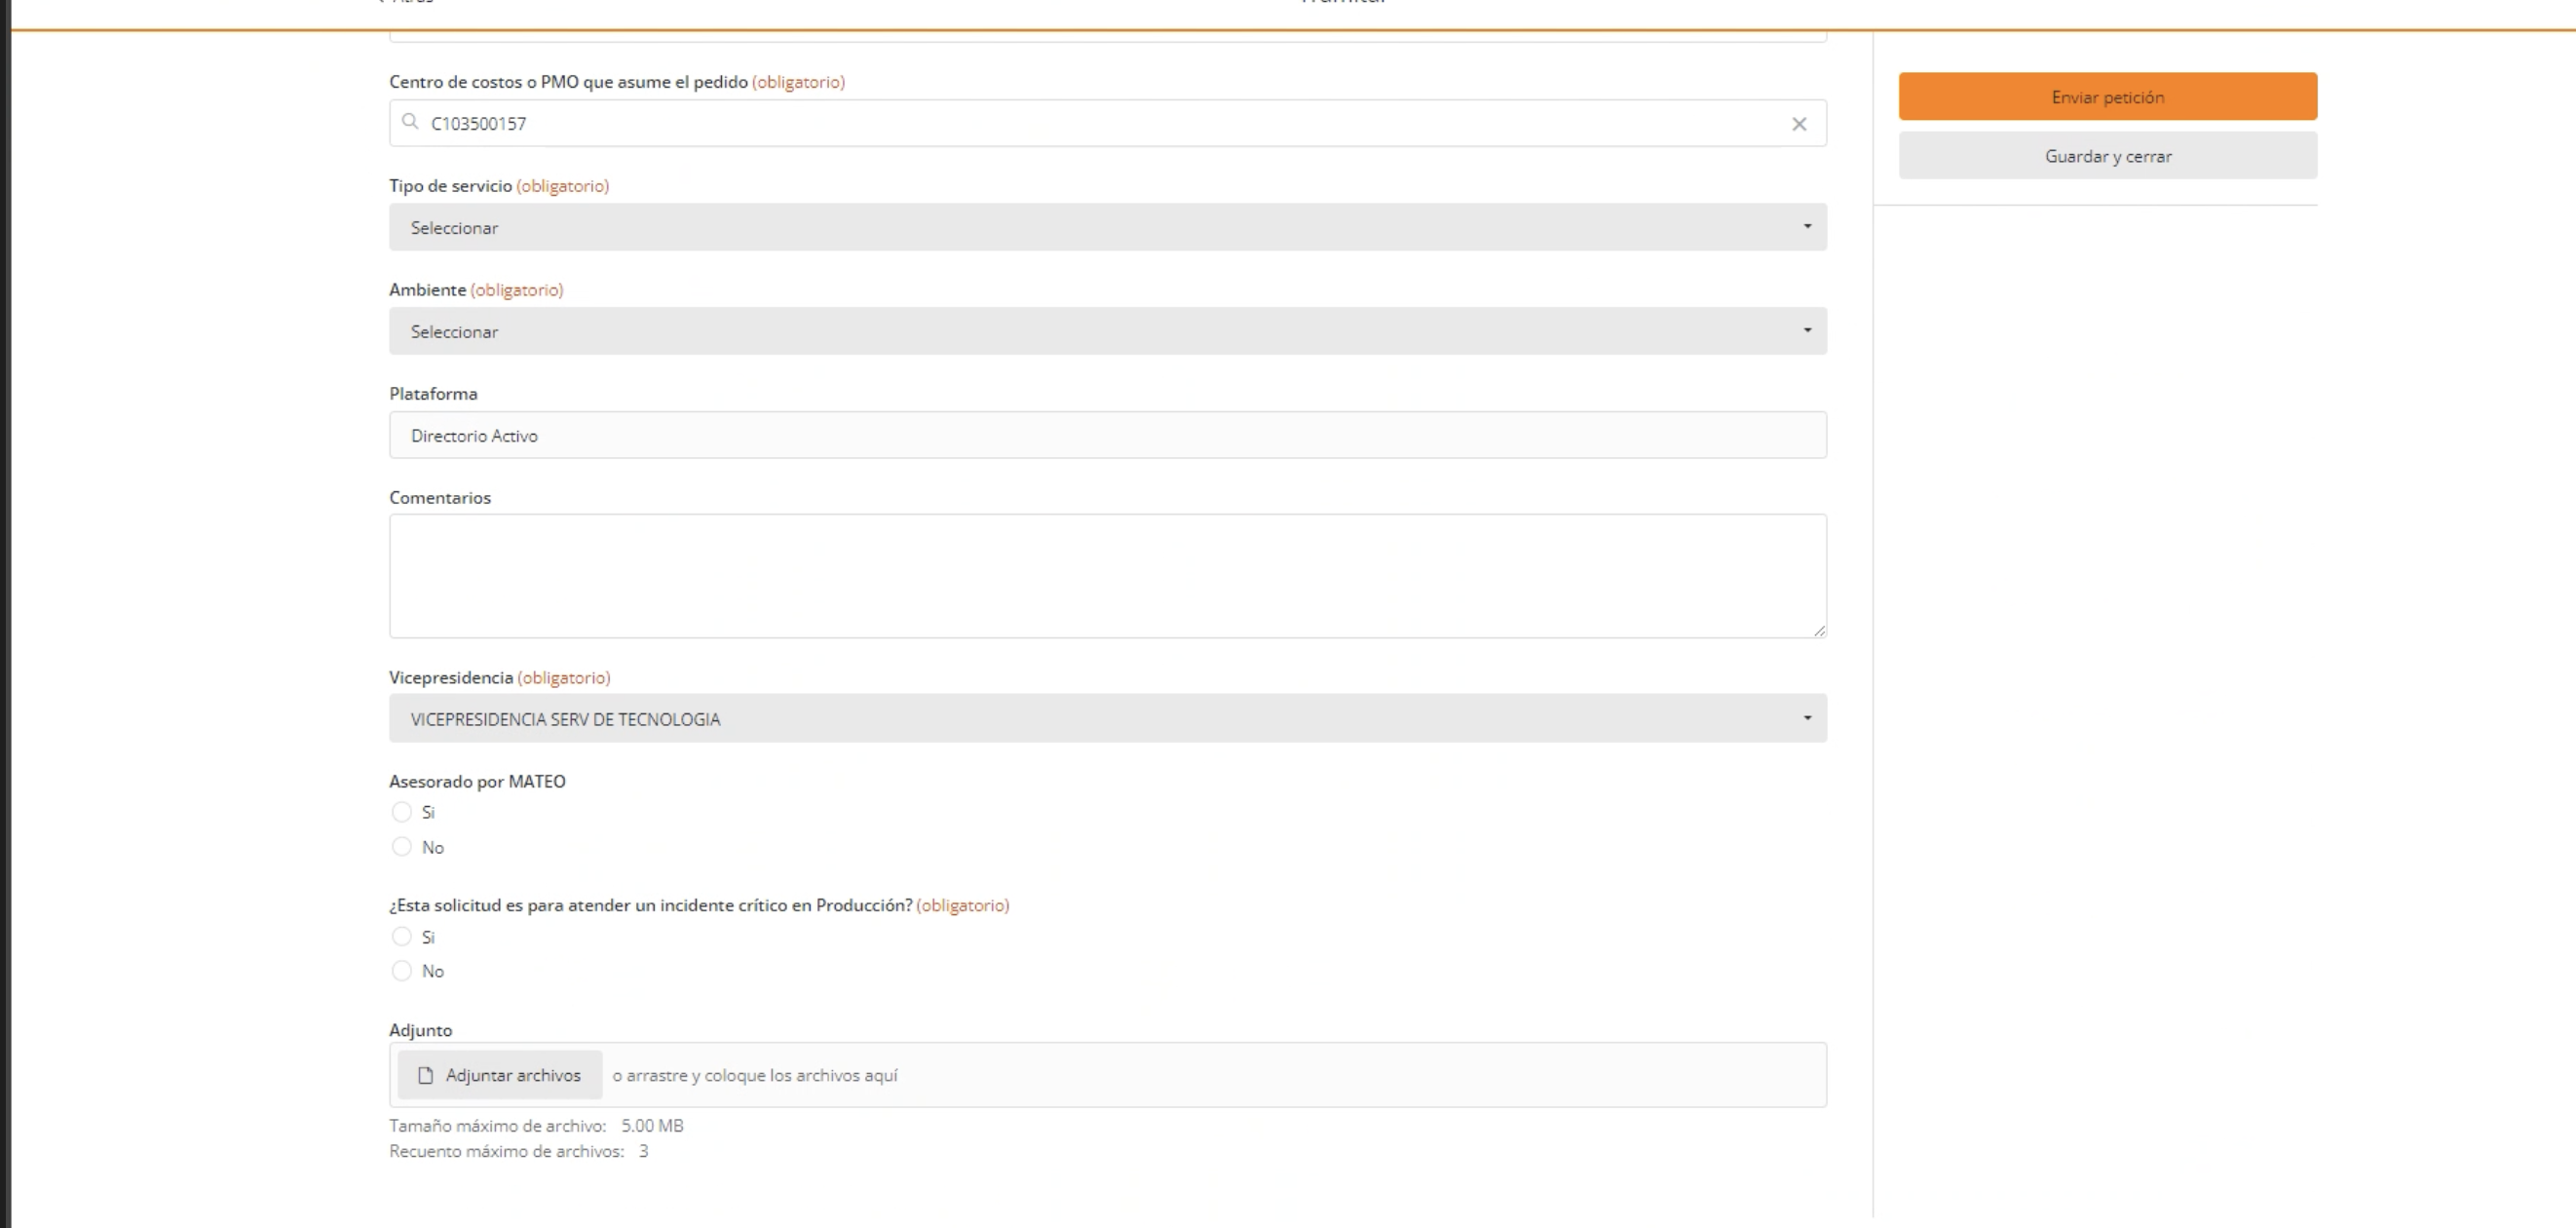 Centro de costos o PMO que asume el pedido (obligatorio)
C103500157
Enviar petición
Guardar y cerrar
Tipo de servicio (obligatorio)
Seleccionar
Ambiente (obligatorio)
Seleccionar
Plataforma
Directorio Activo
Comentarios
Vicepresidencia (obligatorio)
VICEPRESIDENCIA SERV DE TECNOLOGIA
Asesorado por MATEO
Si
No
¿Esta solicitud es para atender un incidente crítico en Producción? (obligatorio)
Si
No
Adjunto
Adjuntar archivos o arrastre y coloque los archivos aquí
Tamaño máximo de archivo: 5.00 MB
Recuento máximo de archivos: 3